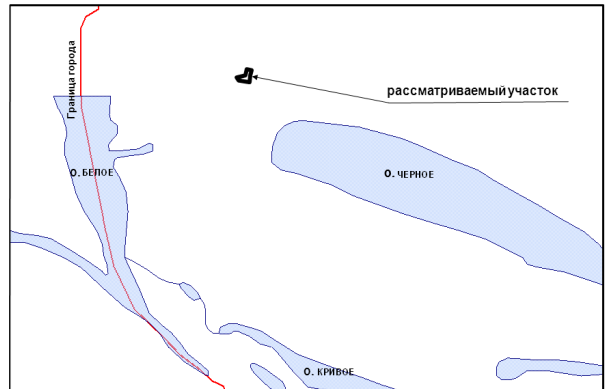 Граница города
рассматриваемый участок
О. БЕЛОЕ
О. ЧЕРНОЕ
О. КРИВОЕ